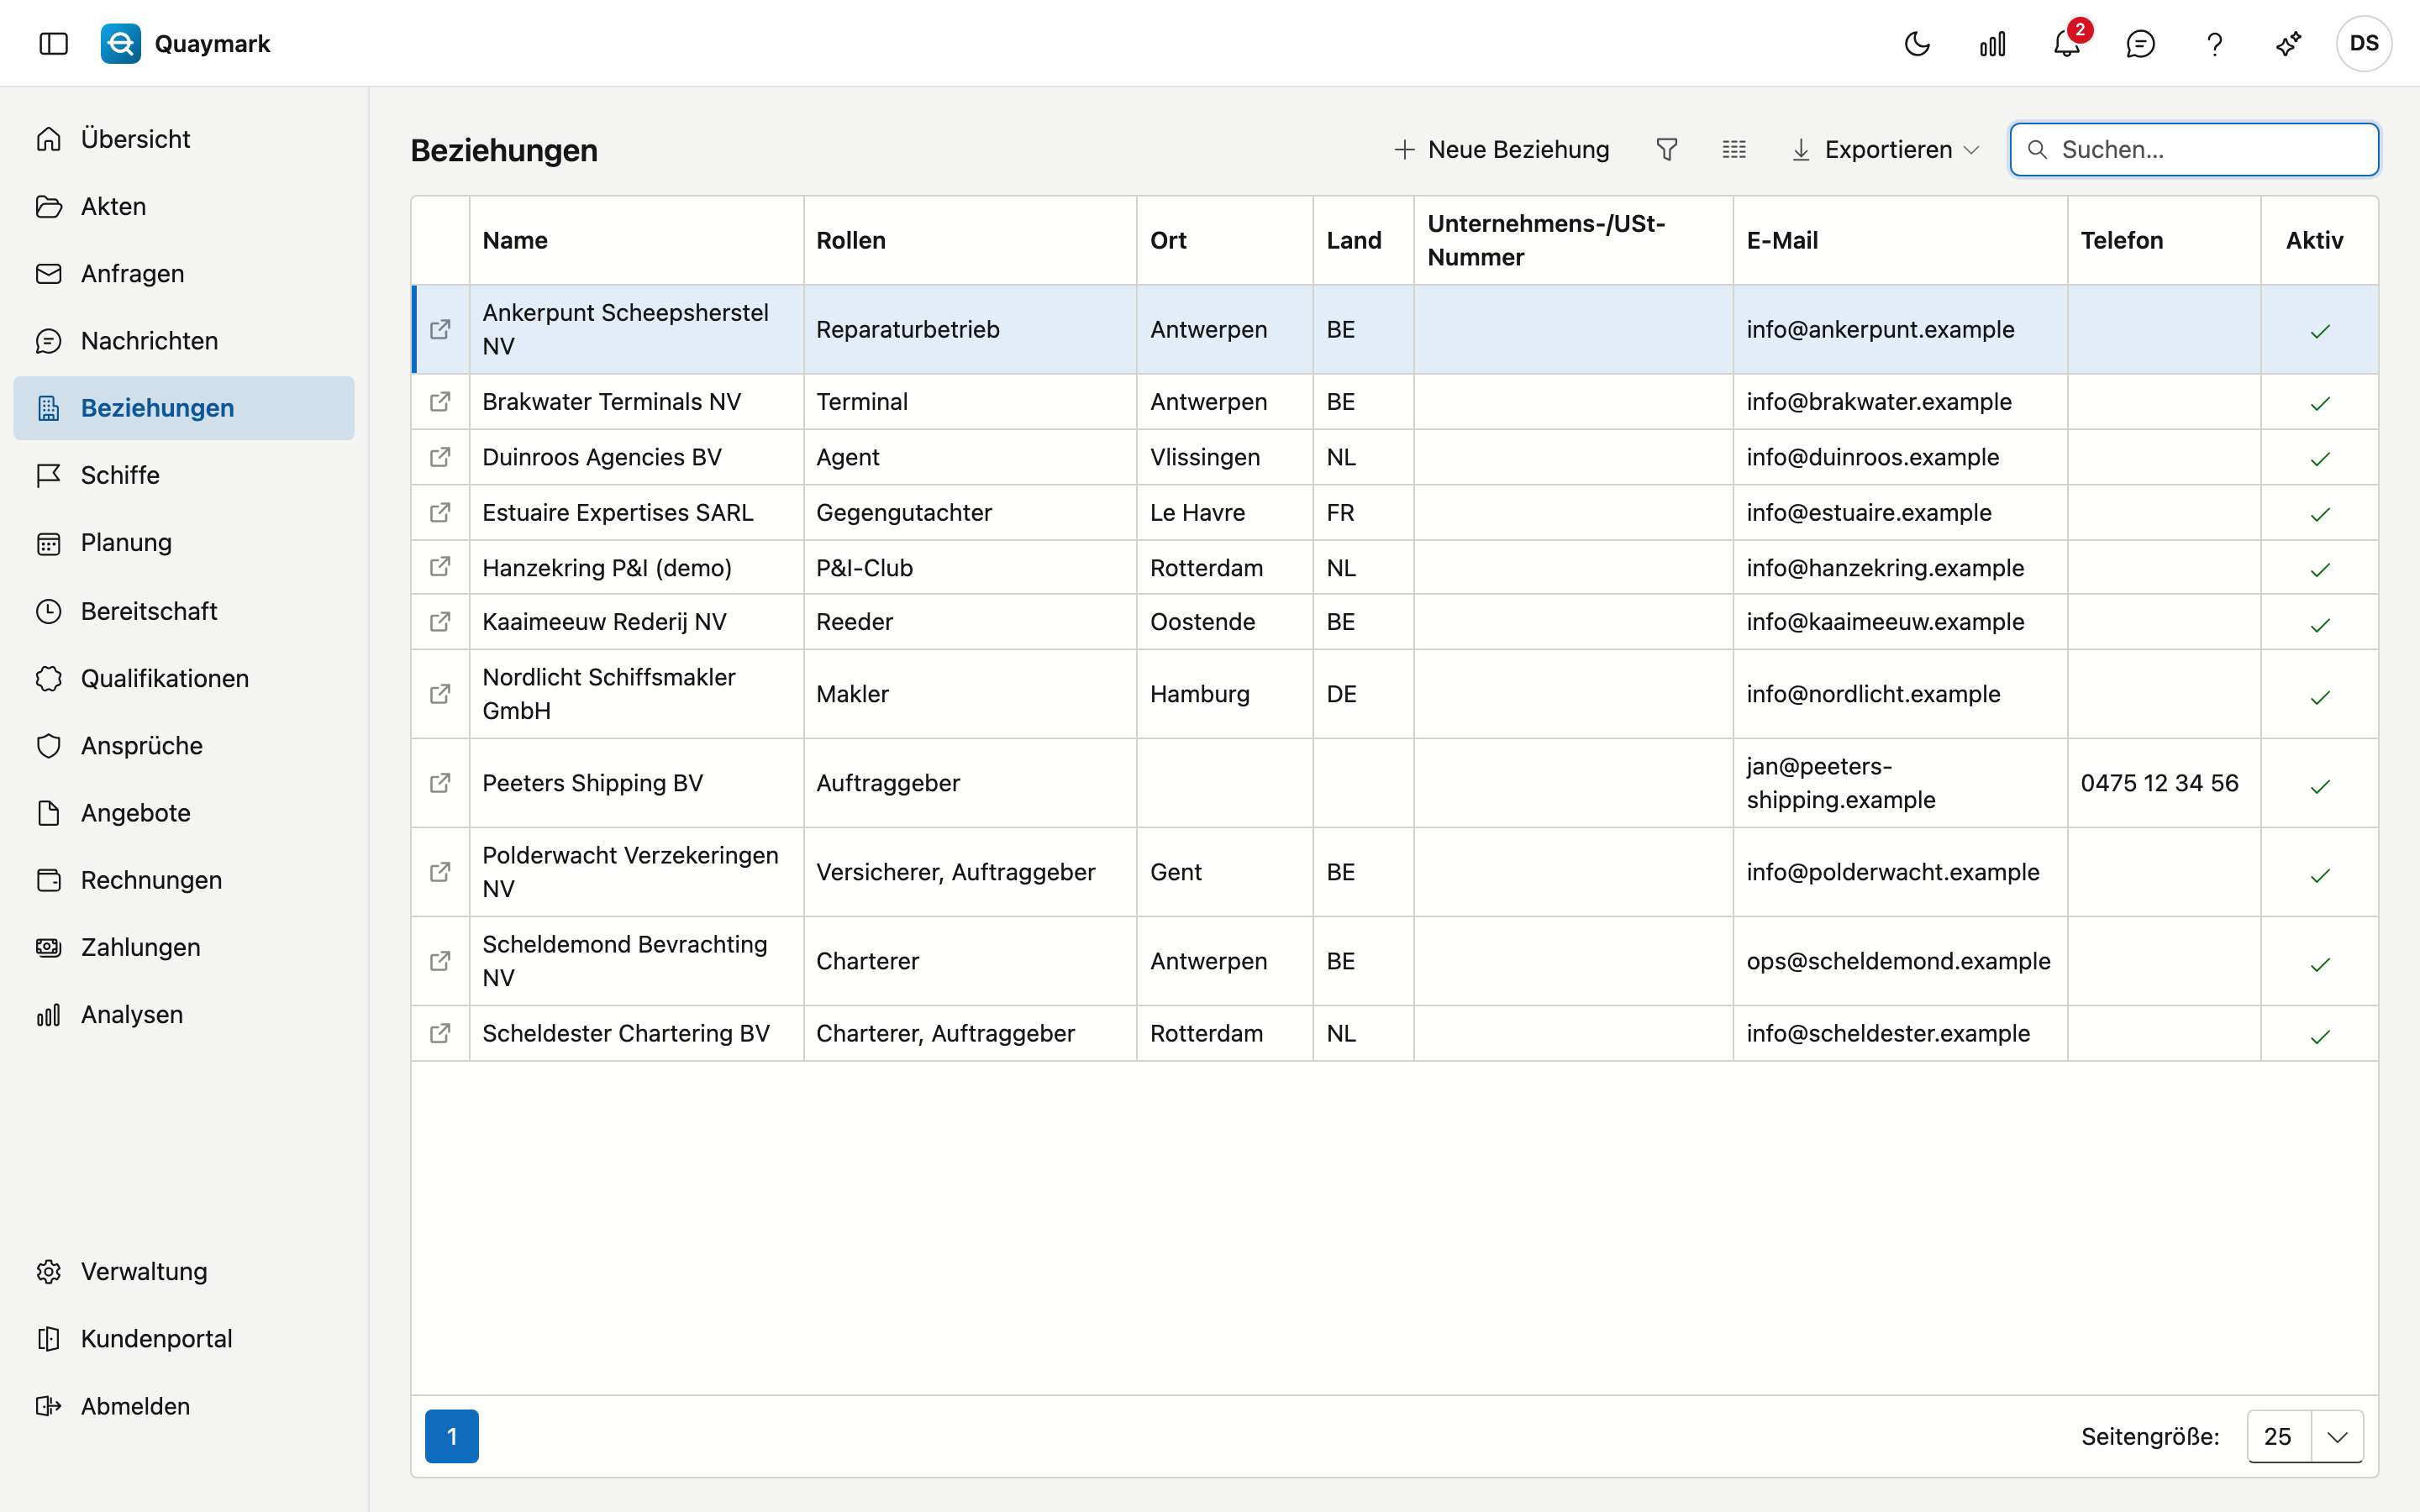 Quaymark
2
DS
Übersicht
Akten
Anfragen
Nachrichten
Beziehungen
Schiffe
Planung
Bereitschaft
Qualifikationen
Ansprüche
Angebote
Rechnungen
Zahlungen
Analysen
Verwaltung
Kundenportal
Abmelden
Beziehungen
Neue Beziehung
Exportieren
Suchen...
Name Rollen Ort Land Unternehmens-/USt-
Nummer E-Mail Telefon Aktiv
Ankerpunt Scheepsherstel
NV Reparaturbetrieb Antwerpen BE info@ankerpunt.example
Brakwater Terminals NV Terminal Antwerpen BE info@brakwater.example
Duinroos Agencies BV Agent Vlissingen NL info@duinroos.example
Estuaire Expertises SARL Gegengutachter Le Havre FR info@estuaire.example
Hanzekring P&I (demo) P&I-Club Rotterdam NL info@hanzekring.example
Kaaimeeuw Rederij NV Reeder Oostende BE info@kaaimeeuw.example
Nordlicht Schiffsmakler
GmbH Makler Hamburg DE info@nordlicht.example
Peeters Shipping BV Auftraggeber jan@peeters-
shipping.example 0475 12 34 56
Polderwacht Verzekeringen
NV Versicherer, Auftraggeber Gent BE info@polderwacht.example
Scheldemond Bevrachting
NV Charterer Antwerpen BE ops@scheldemond.example
Scheldester Chartering BV Charterer, Auftraggeber Rotterdam NL info@scheldester.example
1
Seitengröße: 25